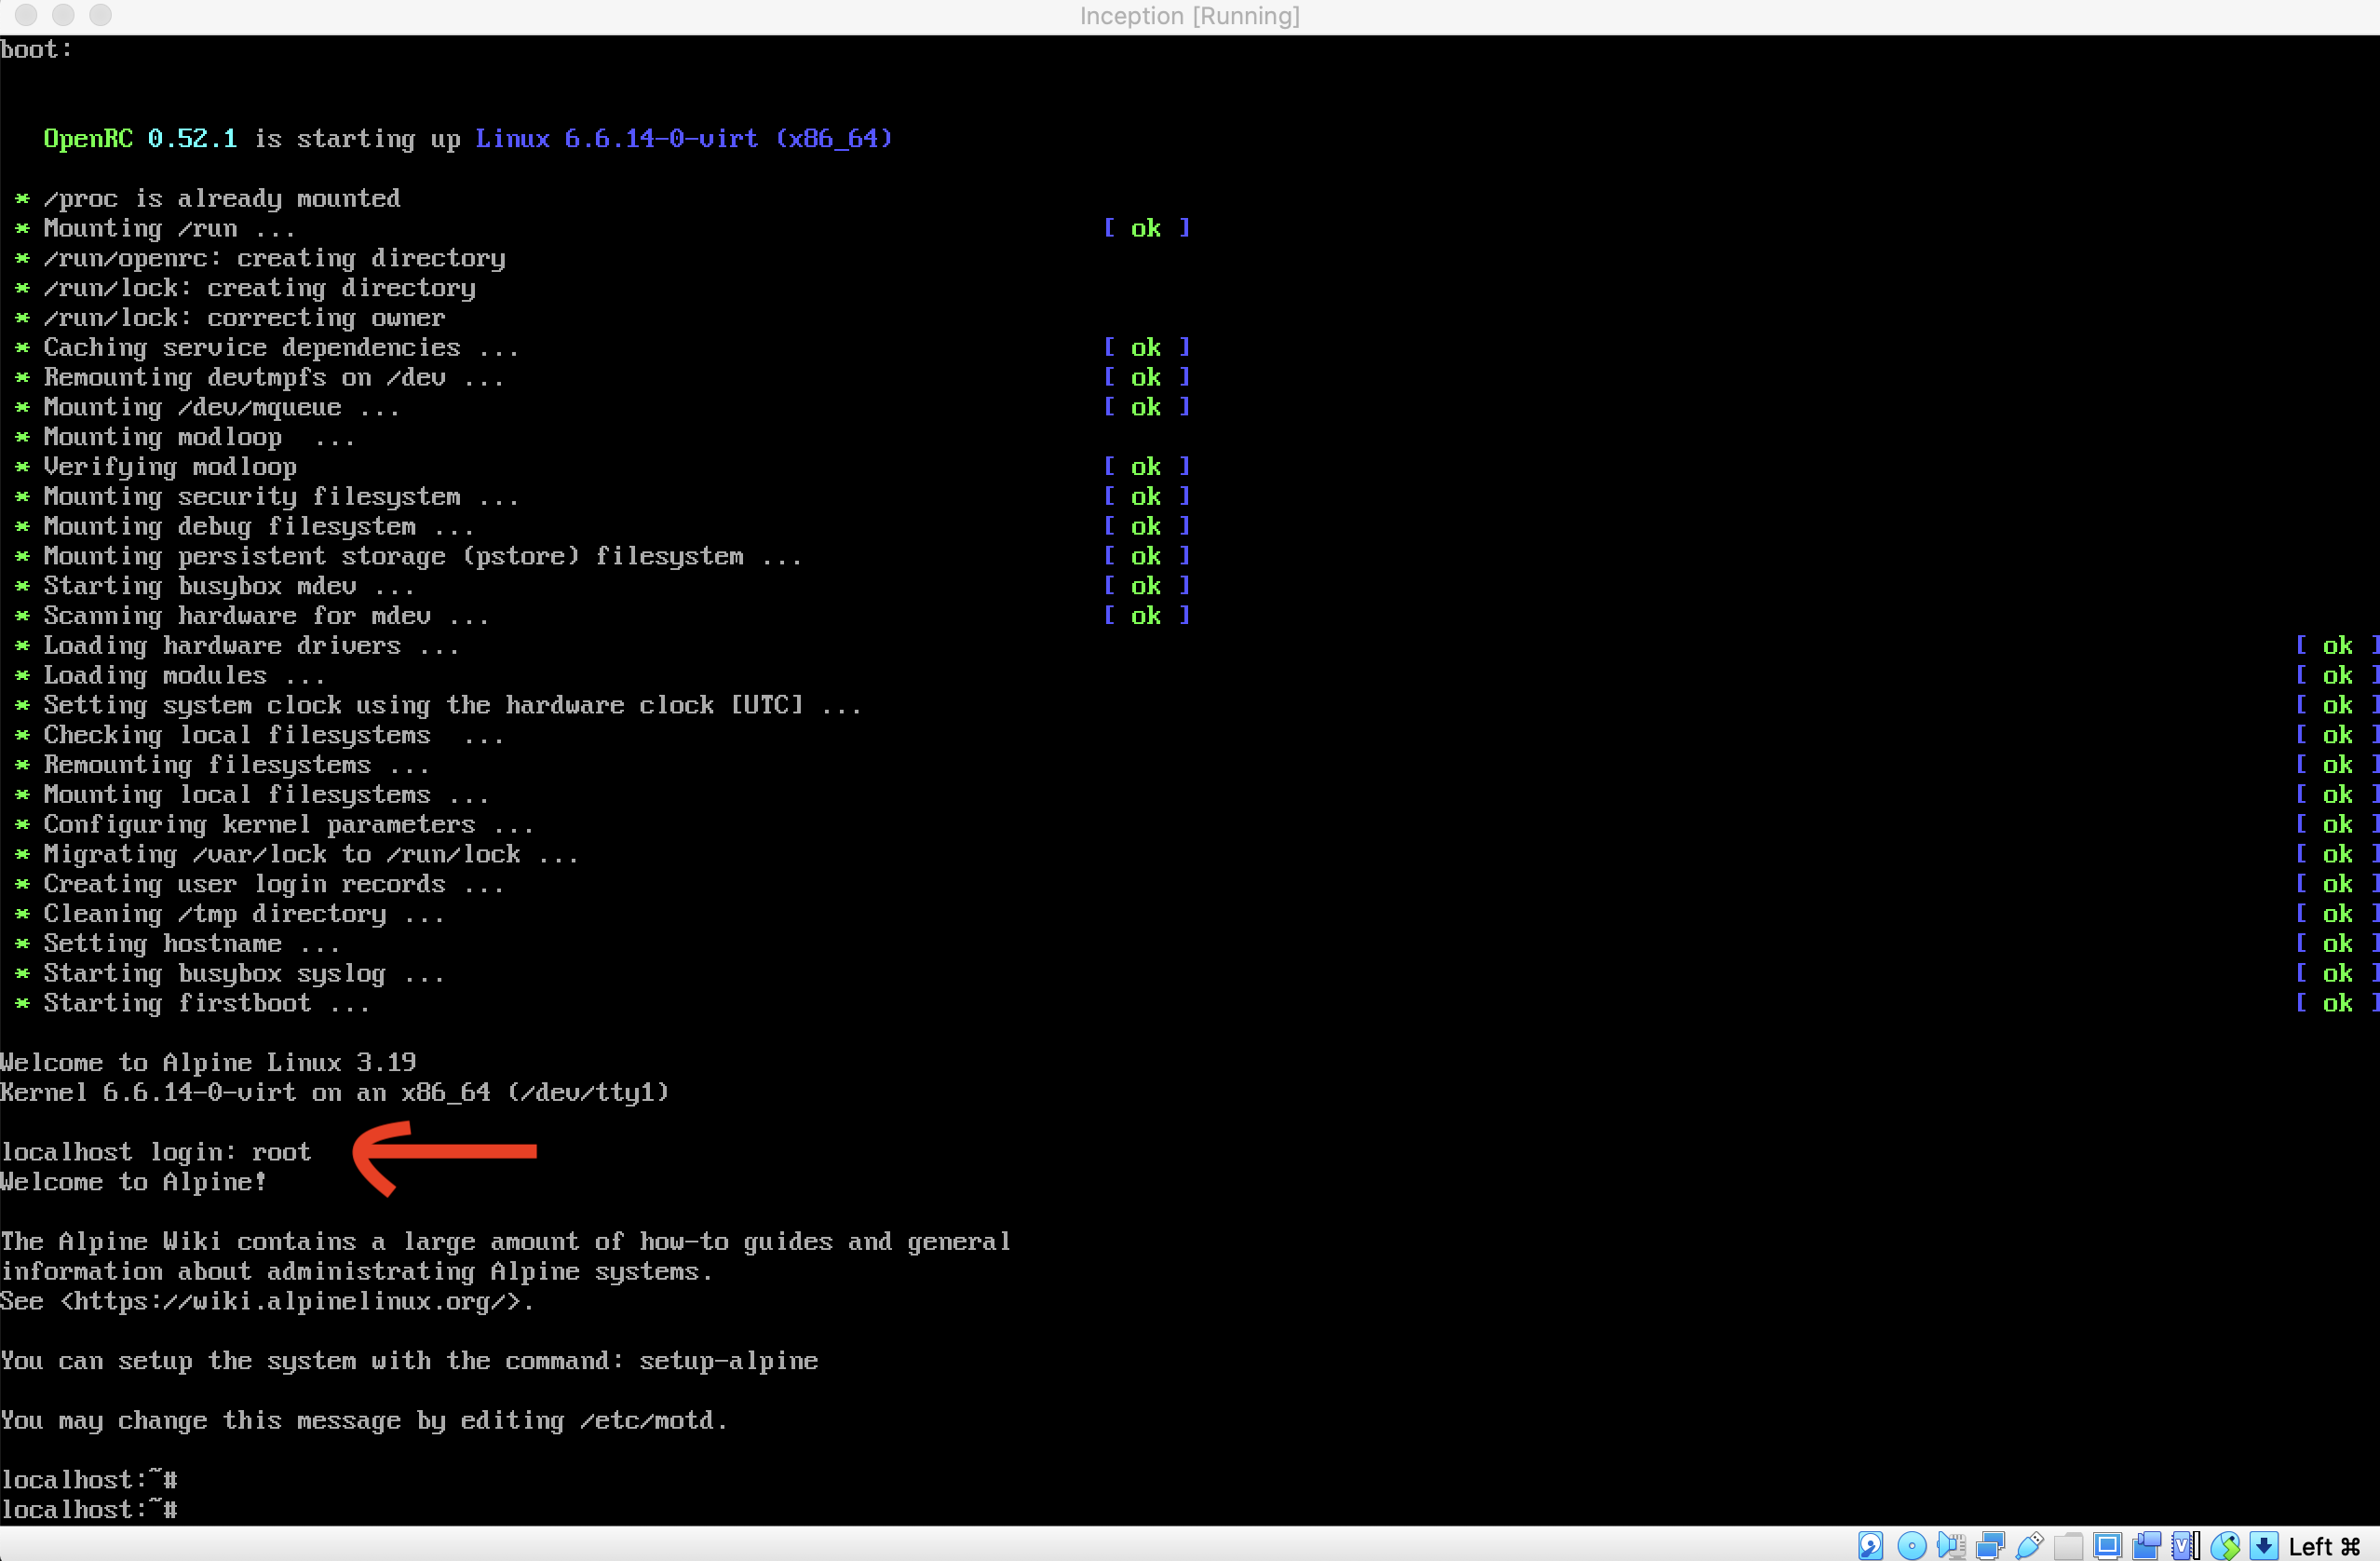 Inception [Running]
boot:
OpenRC 0.52.1 is starting up Linux 6.6.14-0-virt (x86_64)
* /proc is already mounted
* Mounting /run ... [ ok ]
* /run/openrc: creating directory
* /run/lock: creating directory
* /run/lock: correcting owner
* Caching service dependencies ... [ ok ]
* Remounting devtmpfs on /dev ... [ ok ]
* Mounting /dev/mqueue ... [ ok ]
* Mounting modloop  ...
* Verifying modloop [ ok ]
* Mounting security filesystem ... [ ok ]
* Mounting debug filesystem ... [ ok ]
* Mounting persistent storage (pstore) filesystem ... [ ok ]
* Starting busybox mdev ... [ ok ]
* Scanning hardware for mdev ... [ ok ]
* Loading hardware drivers ... [ ok ]
* Loading modules ... [ ok ]
* Setting system clock using the hardware clock [UTC] ... [ ok ]
* Checking local filesystems  ... [ ok ]
* Remounting filesystems ... [ ok ]
* Mounting local filesystems ... [ ok ]
* Configuring kernel parameters ... [ ok ]
* Migrating /var/lock to /run/lock ... [ ok ]
* Creating user login records ... [ ok ]
* Cleaning /tmp directory ... [ ok ]
* Setting hostname ... [ ok ]
* Starting busybox syslog ... [ ok ]
* Starting firstboot ... [ ok ]
Welcome to Alpine Linux 3.19
Kernel 6.6.14-0-virt on an x86_64 (/dev/tty1)
localhost login: root
Welcome to Alpine!
The Alpine Wiki contains a large amount of how-to guides and general
information about administrating Alpine systems.
See <https://wiki.alpinelinux.org/>.
You can setup the system with the command: setup-alpine
You may change this message by editing /etc/motd.
localhost:~#
localhost:~#
Left ⌘